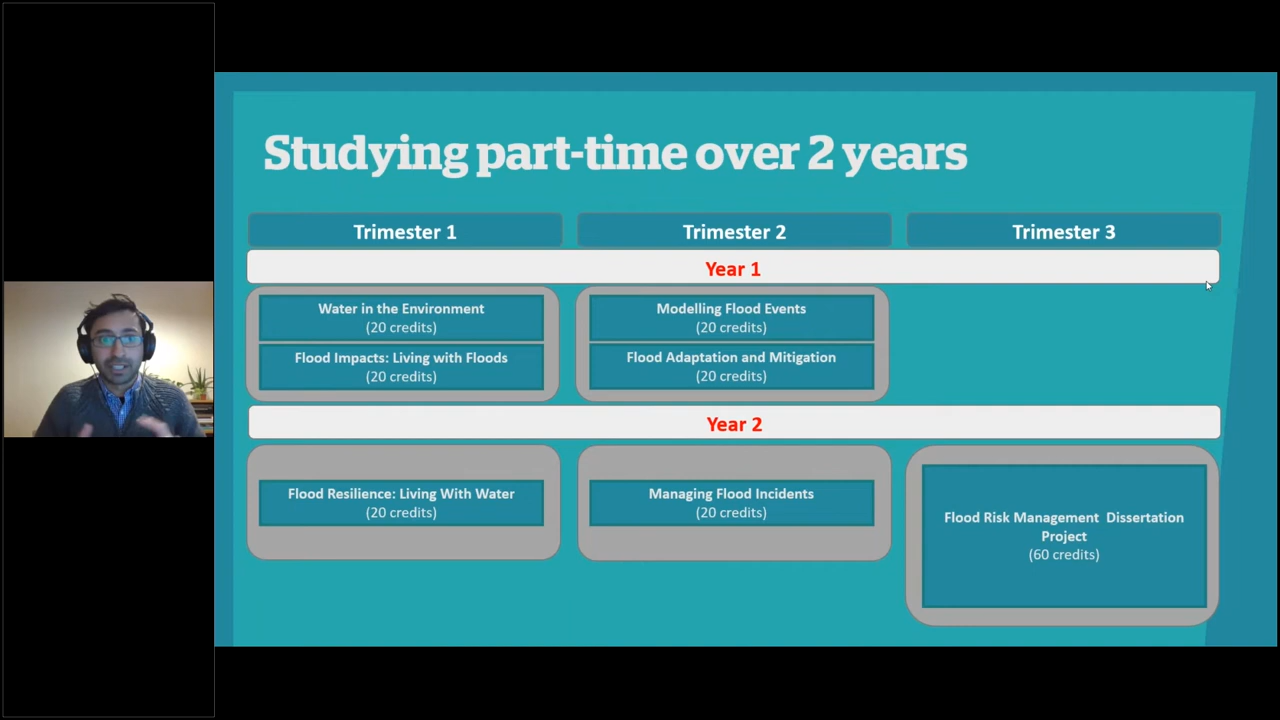 Studying part-time over 2 years
Trimester 1
Trimester 2
Trimester 3
Year 1
Water in the Environment
(20 credits)
Flood Impacts: Living with Floods
(20 credits)
Modelling Flood Events
(20 credits)
Flood Adaptation and Mitigation
(20 credits)
Year 2
Flood Resilience: Living With Water
(20 credits)
Managing Flood Incidents
(20 credits)
Flood Risk Management Dissertation
Project
(60 credits)